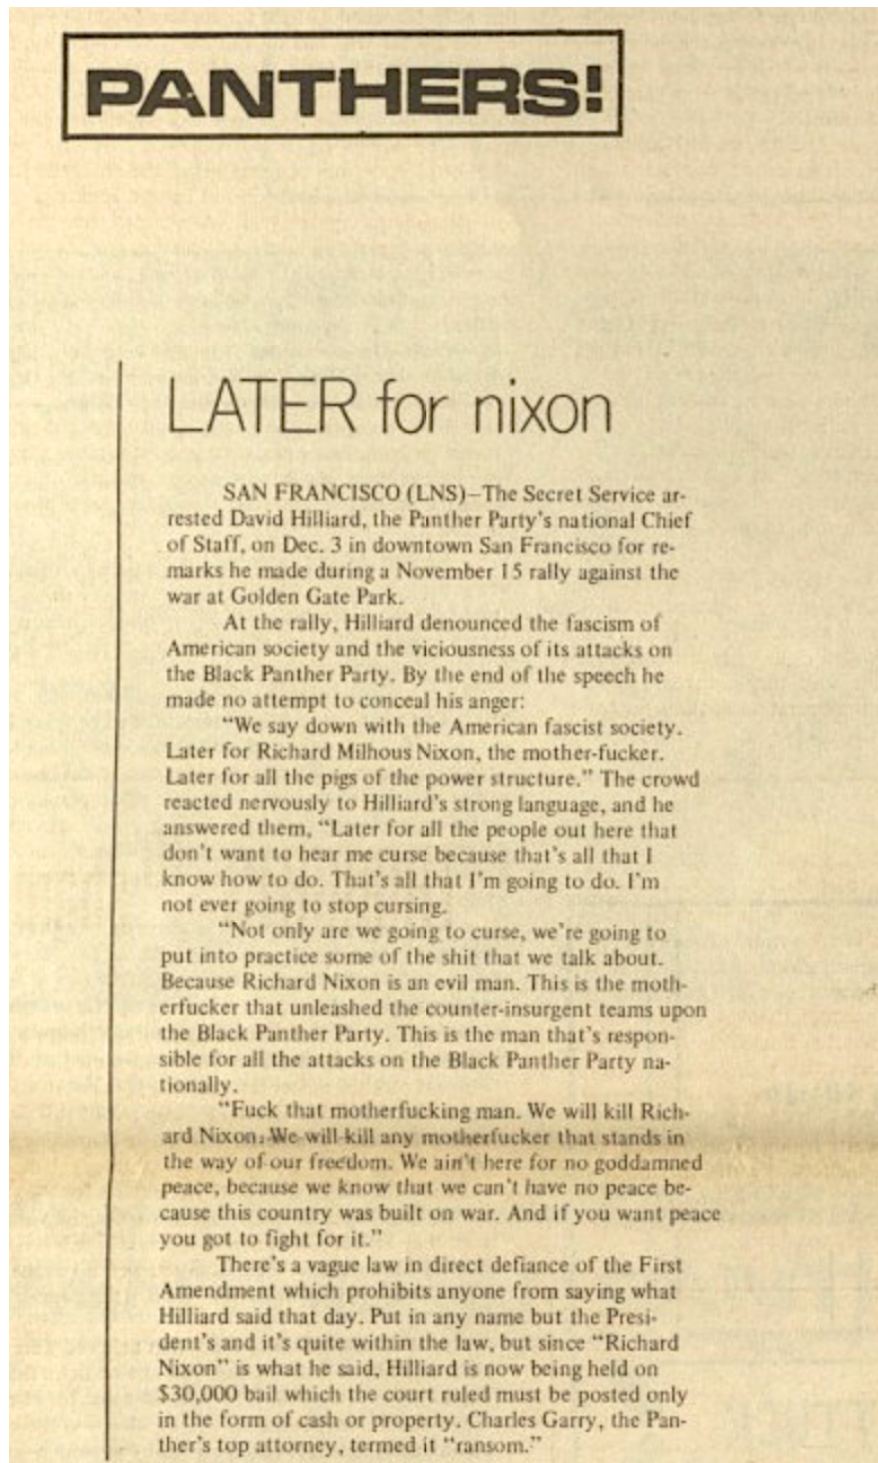 PANTHERS!
LATER for nixon
SAN FRANCISCO (LNS)—The Secret Service ar-
rested David Hilliard, the Panther Party's national Chief
of Staff, on Dec. 3 in downtown San Francisco for re-
marks he made during a November 15 rally against the
war at Golden Gate Park.
At the rally, Hilliard denounced the fascism of
American society and the viciousness of its attacks on
the Black Panther Party. By the end of the speech he
made no attempt to conceal his anger:
"We say down with the American fascist society.
Later for Richard Milhous Nixon, the mother-fucker.
Later for all the pigs of the power structure." The crowd
reacted nervously to Hilliard's strong language, and he
answered them, "Later for all the people out here that
don't want to hear me curse because that's all that I
know how to do. That's all that I'm going to do. I'm
not ever going to stop cursing.
"Not only are we going to curse, we're going to
put into practice some of the shit that we talk about.
Because Richard Nixon is an evil man. This is the moth-
erfucker that unleashed the counter-insurgent teams upon
the Black Panther Party. This is the man that's respon-
sible for all the attacks on the Black Panther Party na-
tionally.
"Fuck that motherfucking man. We will kill Rich-
ard Nixon. We will kill any motherfucker that stands in
the way of our freedom. We ain't here for no goddamned
peace, because we know that we can't have no peace be-
cause this country was built on war. And if you want peace
you got to fight for it."
There's a vague law in direct defiance of the First
Amendment which prohibits anyone from saying what
Hilliard said that day. Put in any name but the Presi-
dent's and it's quite within the law, but since "Richard
Nixon" is what he said, Hilliard is now being held on
$30,000 bail which the court ruled must be posted only
in the form of cash or property. Charles Garry, the Pan-
ther's top attorney, termed it "ransom."